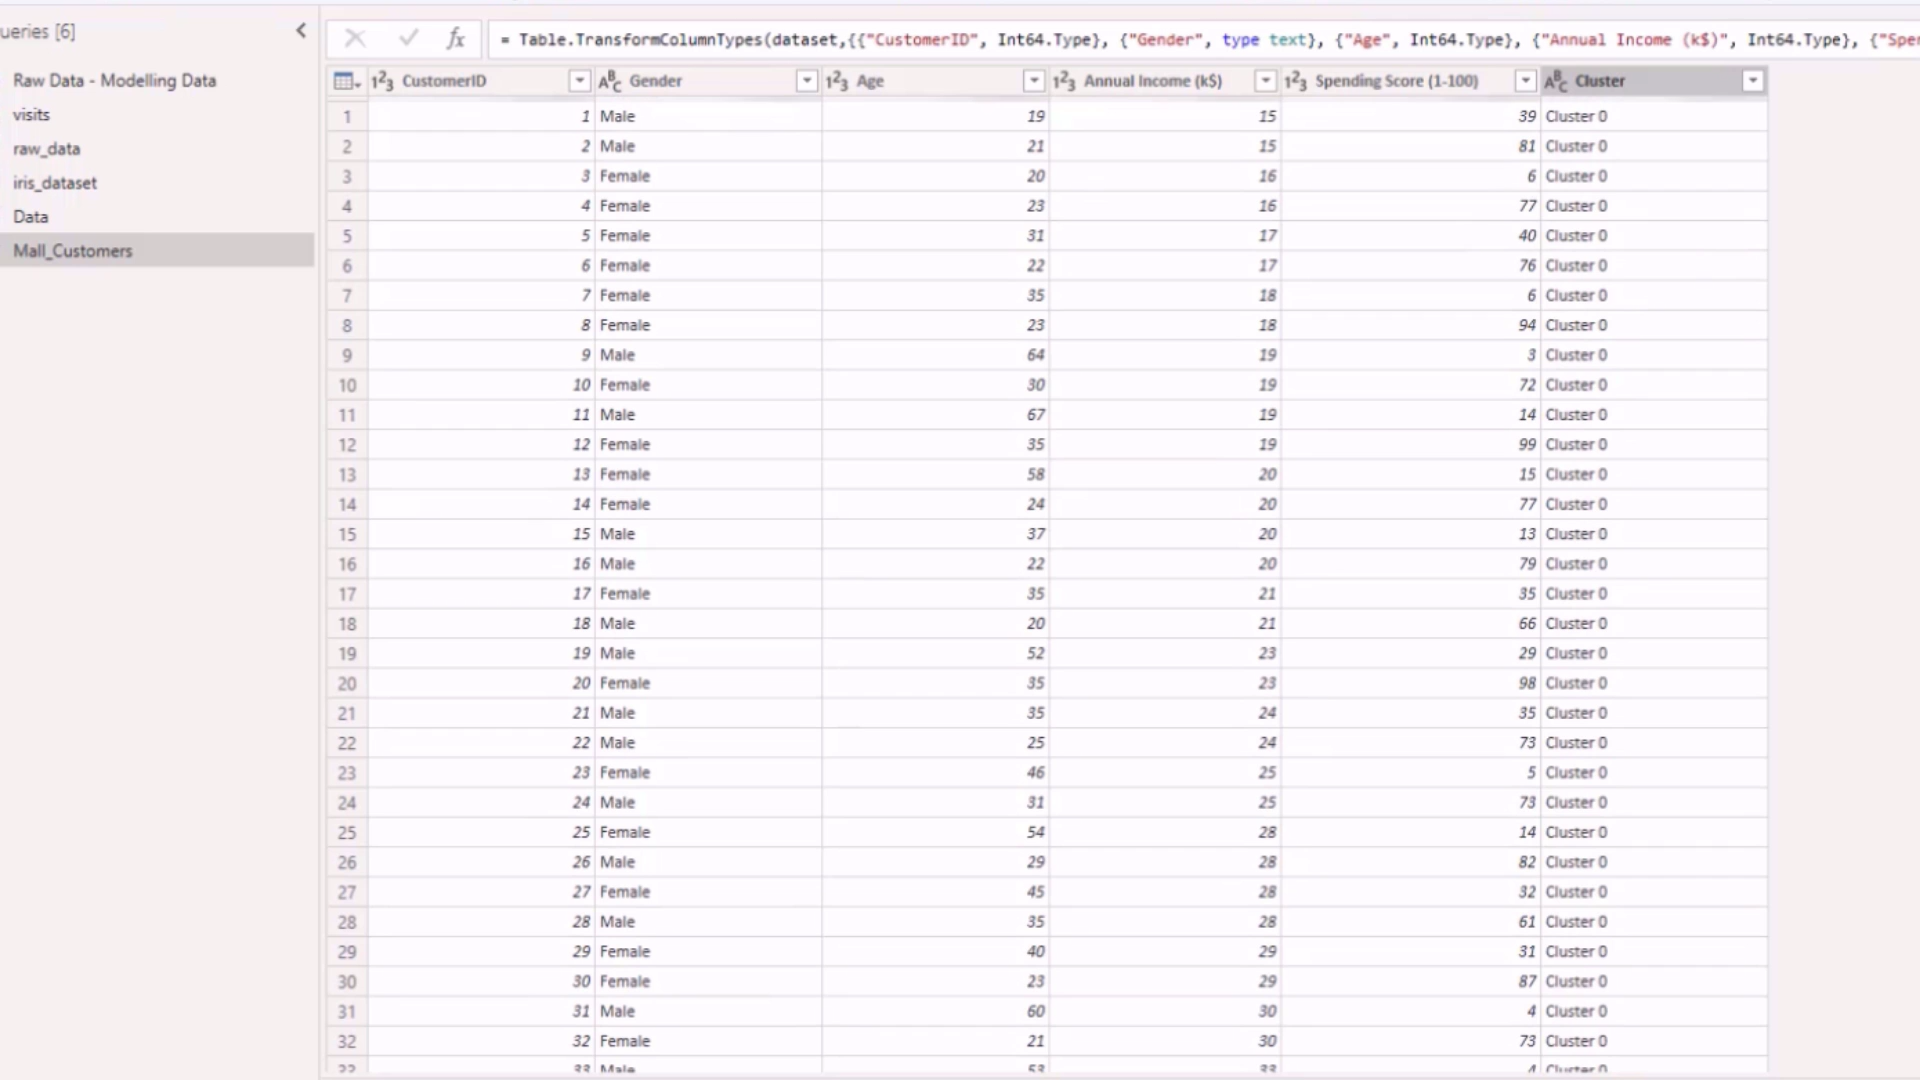 ueries [6]
Raw Data - Modelling Data
visits
raw_data
iris_dataset
Data
Mall_Customers
fx = Table.TransformColumnTypes(dataset,{{"CustomerID", Int64.Type}, {"Gender", type text}, {"Age", Int64.Type}, {"Annual Income (k$)", Int64.Type}, {"Spen
1²3 CustomerID ABC Gender 1²3 Age 1²3 Annual Income (k$) 1²3 Spending Score (1-100) ABC Cluster
1 1 Male 19 15 39 Cluster 0
2 2 Male 21 15 81 Cluster 0
3 3 Female 20 16 6 Cluster 0
4 4 Female 23 16 77 Cluster 0
5 5 Female 31 17 40 Cluster 0
6 6 Female 22 17 76 Cluster 0
7 7 Female 35 18 6 Cluster 0
8 8 Female 23 18 94 Cluster 0
9 9 Male 64 19 3 Cluster 0
10 10 Female 30 19 72 Cluster 0
11 11 Male 67 19 14 Cluster 0
12 12 Female 35 19 99 Cluster 0
13 13 Female 58 20 15 Cluster 0
14 14 Female 24 20 77 Cluster 0
15 15 Male 37 20 13 Cluster 0
16 16 Male 22 20 79 Cluster 0
17 17 Female 35 21 35 Cluster 0
18 18 Male 20 21 66 Cluster 0
19 19 Male 52 23 29 Cluster 0
20 20 Female 35 23 98 Cluster 0
21 21 Male 35 24 35 Cluster 0
22 22 Male 25 24 73 Cluster 0
23 23 Female 46 25 5 Cluster 0
24 24 Male 31 25 73 Cluster 0
25 25 Female 54 28 14 Cluster 0
26 26 Male 29 28 82 Cluster 0
27 27 Female 45 28 32 Cluster 0
28 28 Male 35 28 61 Cluster 0
29 29 Female 40 29 31 Cluster 0
30 30 Female 23 29 87 Cluster 0
31 31 Male 60 30 4 Cluster 0
32 32 Female 21 30 73 Cluster 0
33 33 Male 53 33 4 Cluster 0